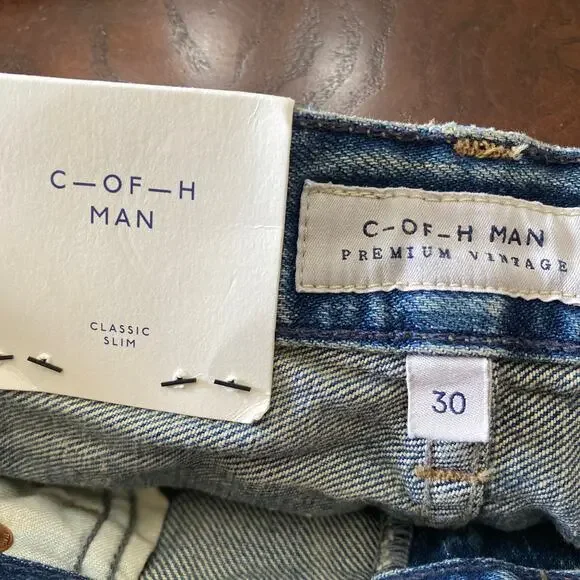 C—OF—H
MAN
CLASSIC
SLIM
C–OF–H MAN
PREMIUM VINTAGE
30